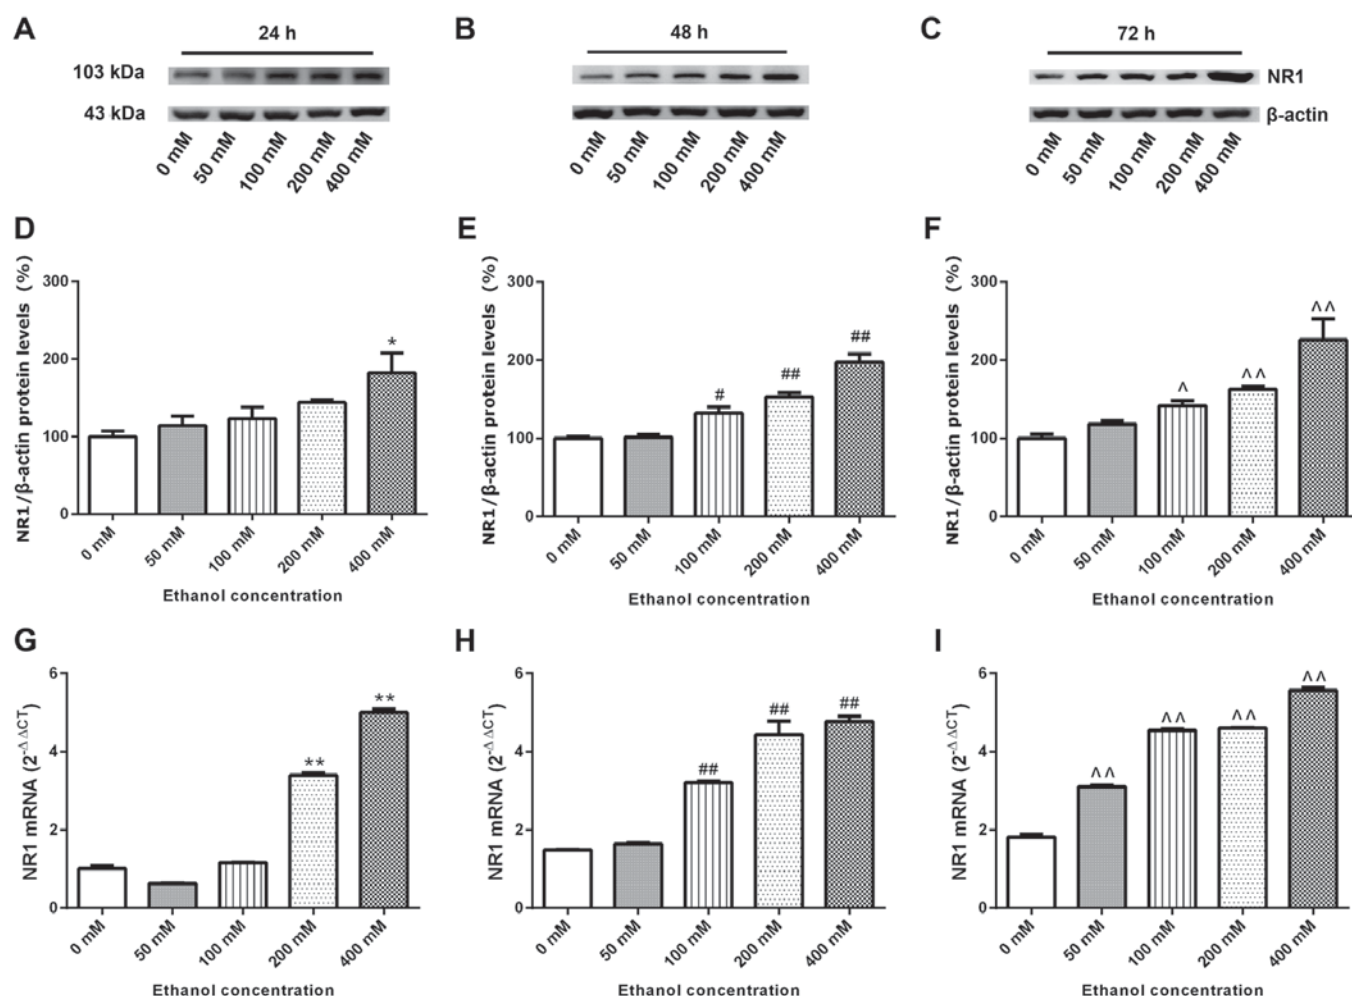 A
24 h
B
48 h
C
72 h
103 kDa
NR1
43 kDa
β-actin
0 mM
50 mM
100 mM
200 mM
400 mM
0 mM
50 mM
100 mM
200 mM
400 mM
0 mM
50 mM
100 mM
200 mM
400 mM
D
NR1/β-actin protein levels (%)
300
200
100
0
*
0 mM
50 mM
100 mM
200 mM
400 mM
Ethanol concentration
E
NR1/β-actin protein levels (%)
300
200
100
0
#
##
##
0 mM
50 mM
100 mM
200 mM
400 mM
Ethanol concentration
F
NR1/β-actin protein levels (%)
300
200
100
0
^
^^
^^
0 mM
50 mM
100 mM
200 mM
400 mM
Ethanol concentration
G
NR1 mRNA (2-ΔΔCT)
6
4
2
0
**
**
0 mM
50 mM
100 mM
200 mM
400 mM
Ethanol concentration
H
NR1 mRNA (2-ΔΔCT)
6
4
2
0
##
##
##
0 mM
50 mM
100 mM
200 mM
400 mM
Ethanol concentration
I
NR1 mRNA (2-ΔΔCT)
6
4
2
0
^^
^^
^^
^^
0 mM
50 mM
100 mM
200 mM
400 mM
Ethanol concentration